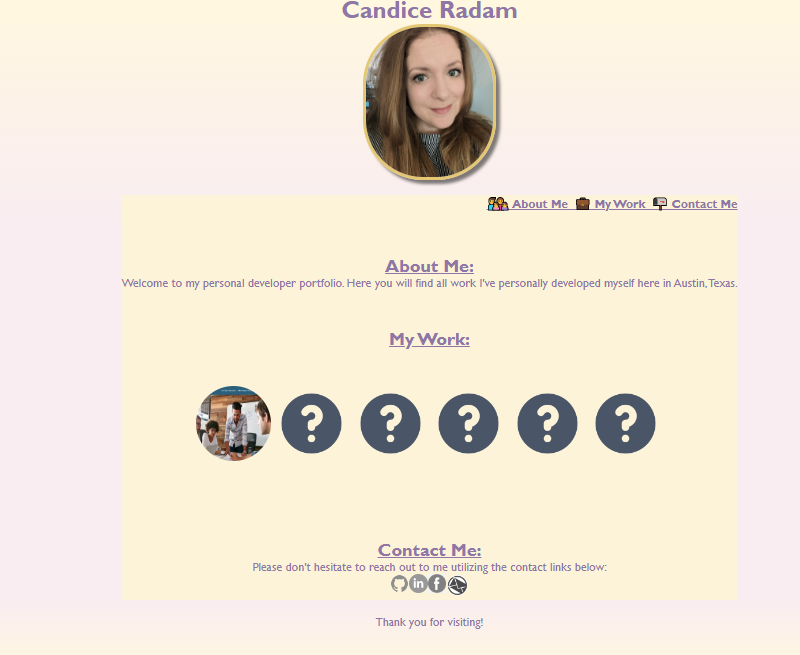 Candice Radam
About Me My Work Contact Me
About Me:
Welcome to my personal developer portfolio. Here you will find all work I've personally developed myself here in Austin, Texas.
My Work:
? ? ? ? ?
Contact Me:
Please don't hesitate to reach out to me utilizing the contact links below:
in f
Thank you for visiting!